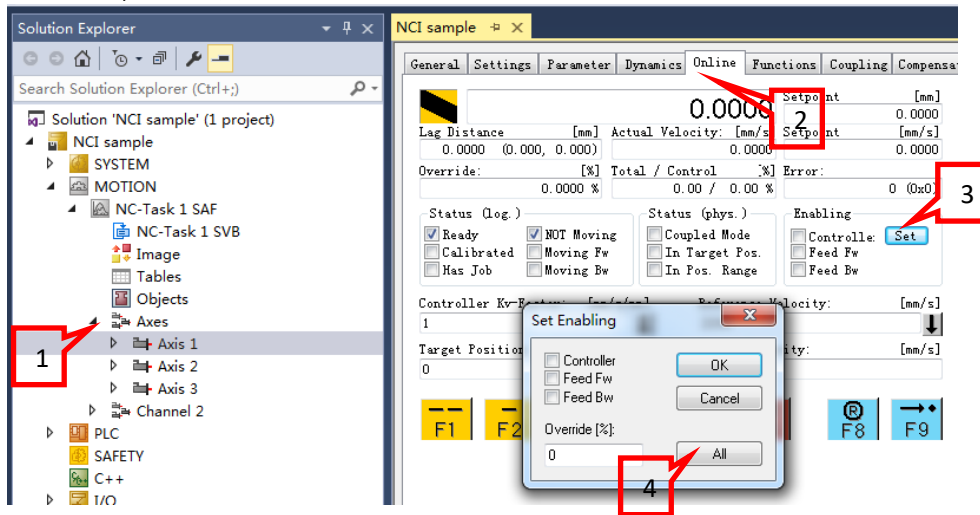 Solution Explorer
Search Solution Explorer (Ctrl+;)
Solution 'NCI sample' (1 project)
NCI sample
SYSTEM
MOTION
NC-Task 1 SAF
NC-Task 1 SVB
Image
Tables
Objects
Axes
1
Axis 1
Axis 2
Axis 3
Channel 2
PLC
SAFETY
C++
I/O
NCI sample
General Settings Parameter Dynamics Online Functions Coupling Compensa
2
0.0000
Setpoint [mm]
0.0000
Lag Distance [mm] Actual Velocity: [mm/s] Setpoint [mm/s]
0.0000 (0.000, 0.000) 0.0000 0.0000
Override: [%] Total / Control [%] Error:
0.0000 % 0.00 / 0.00 % 0 (0x0)
3
Status (log.) Status (phys.) Enabling
Ready NOT Moving Coupled Mode Controlle: Set
Calibrated Moving Fw In Target Pos. Feed Fw
Has Job Moving Bw In Pos. Range Feed Bw
Controller [mm/s]
1
Target Position [mm/s]
0
F1 F2 F8 F9
Set Enabling
Controller OK
Feed Fw
Feed Bw Cancel
Override [%]:
0 All
4